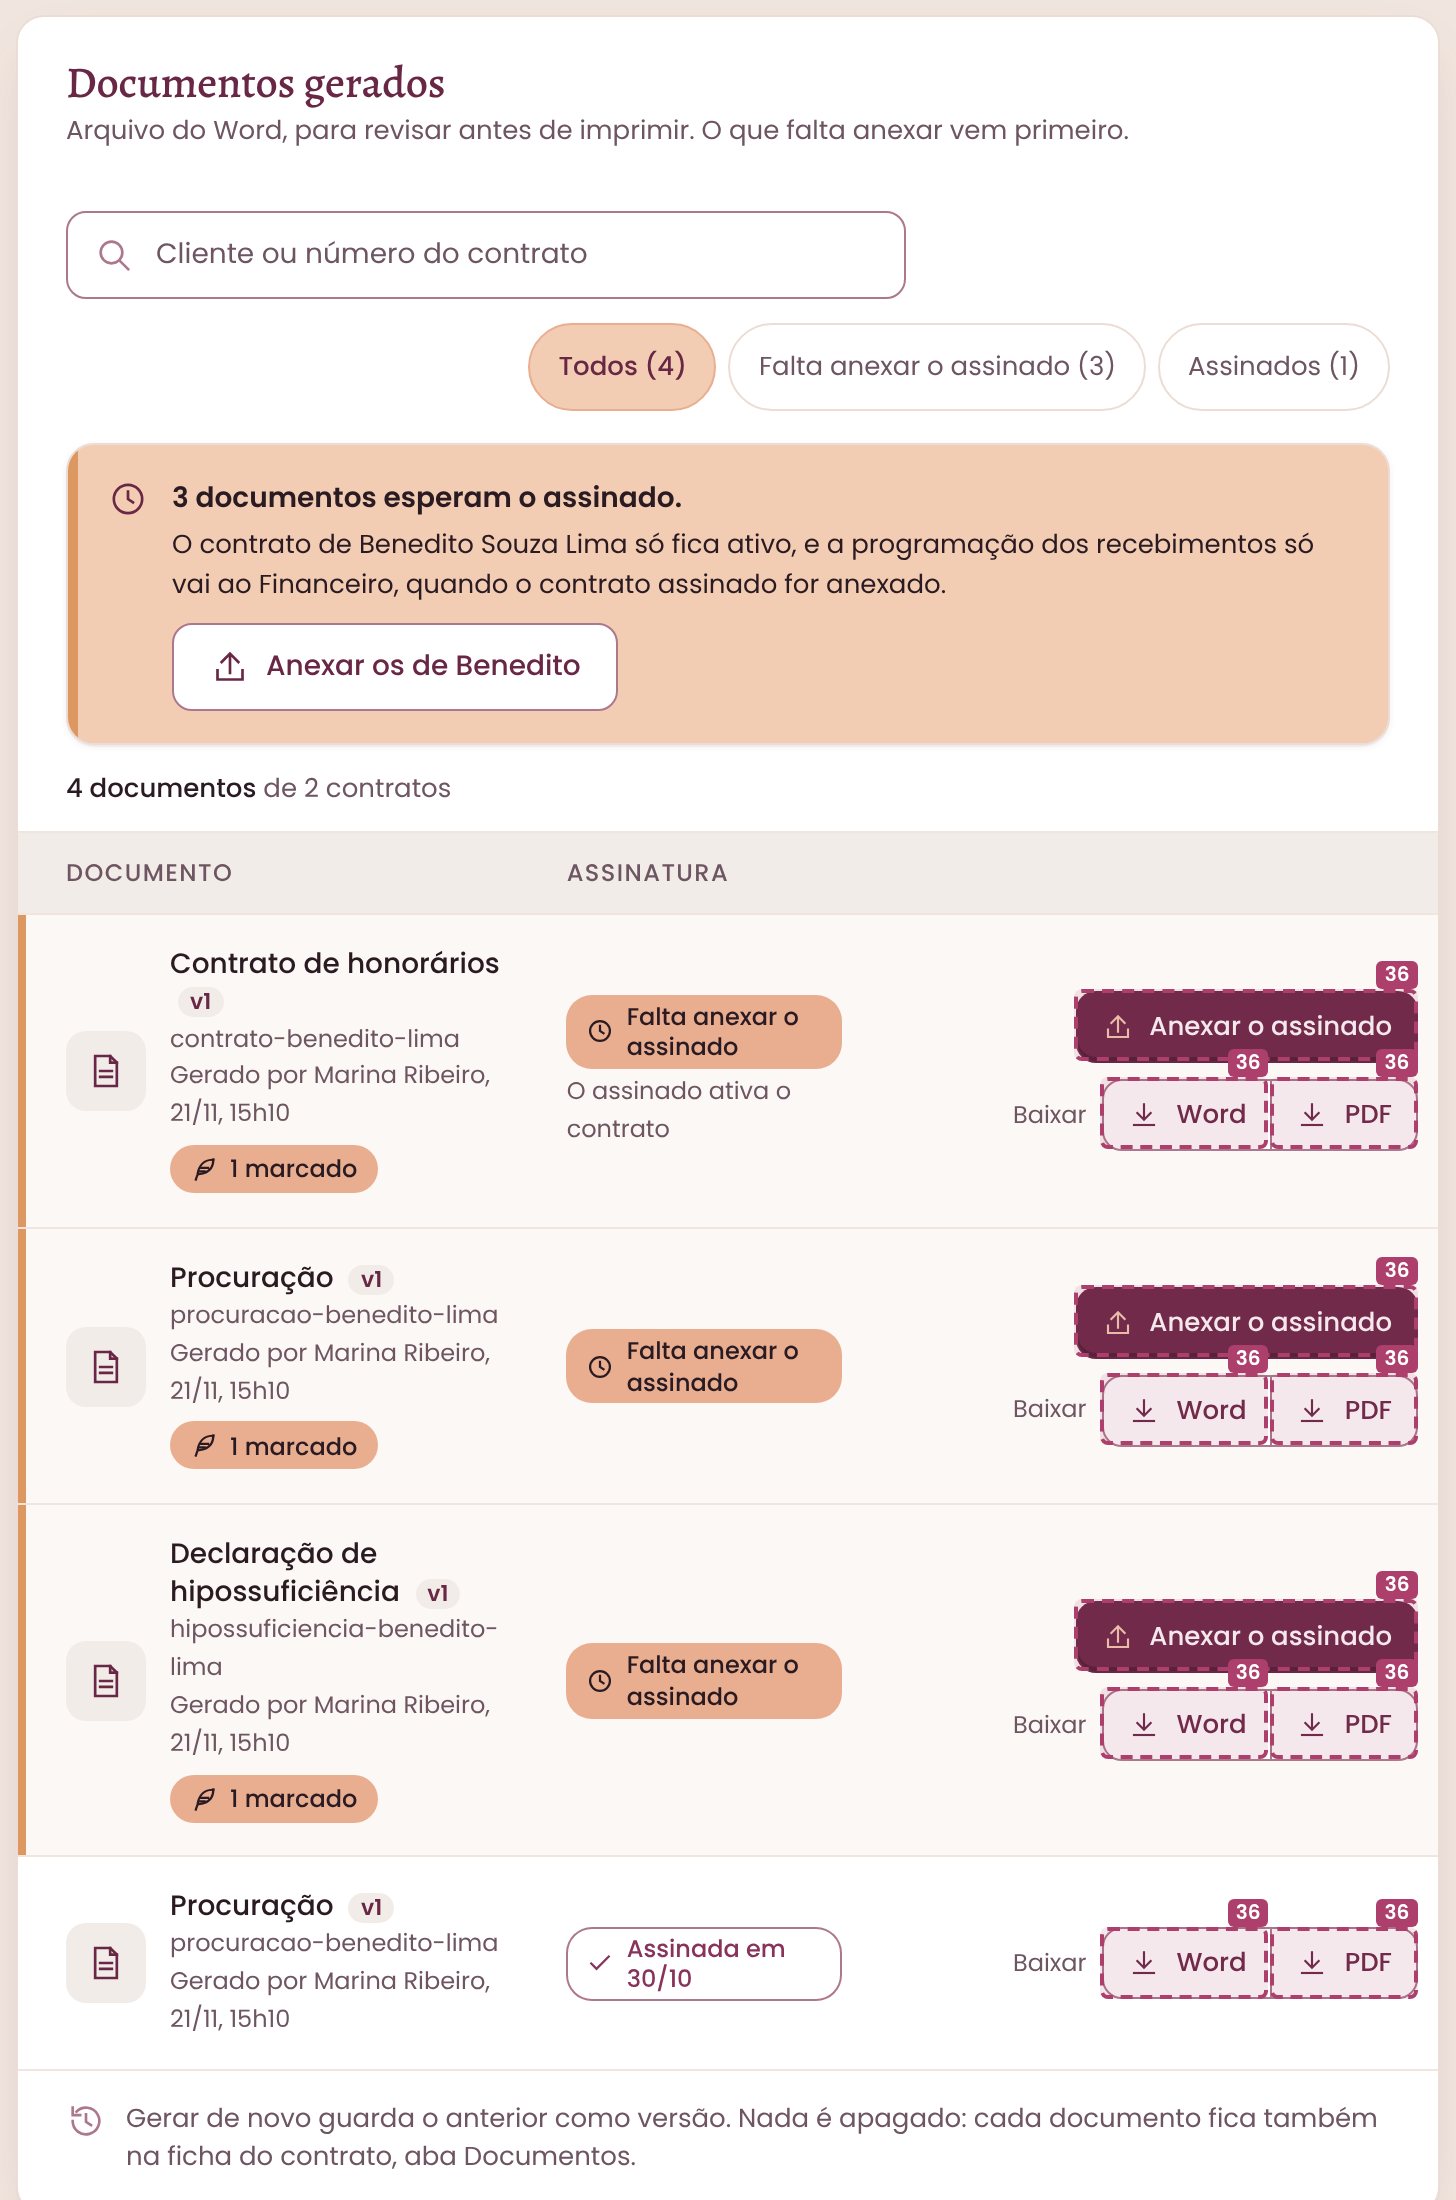 Documentos gerados
Arquivo do Word, para revisar antes de imprimir. O que falta anexar vem primeiro.
Cliente ou número do contrato
Todos (4)
Falta anexar o assinado (3)
Assinados (1)
3 documentos esperam o assinado.
O contrato de Benedito Souza Lima só fica ativo, e a programação dos recebimentos só
vai ao Financeiro, quando o contrato assinado for anexado.
Anexar os de Benedito
4 documentos de 2 contratos
DOCUMENTO
ASSINATURA
Contrato de honorários
v1
contrato-benedito-lima
Gerado por Marina Ribeiro,
21/11, 15h10
1 marcado
Falta anexar o
assinado
O assinado ativa o
contrato
36
Anexar o assinado
36
36
Baixar
Word
PDF
Procuração v1
procuracao-benedito-lima
Gerado por Marina Ribeiro,
21/11, 15h10
1 marcado
Falta anexar o
assinado
36
Anexar o assinado
36
36
Baixar
Word
PDF
Declaração de
hipossuficiência v1
hipossuficiencia-benedito-
lima
Gerado por Marina Ribeiro,
21/11, 15h10
1 marcado
Falta anexar o
assinado
36
Anexar o assinado
36
36
Baixar
Word
PDF
Procuração v1
procuracao-benedito-lima
Gerado por Marina Ribeiro,
21/11, 15h10
Assinada em
30/10
36
36
Baixar
Word
PDF
Gerar de novo guarda o anterior como versão. Nada é apagado: cada documento fica também
na ficha do contrato, aba Documentos.